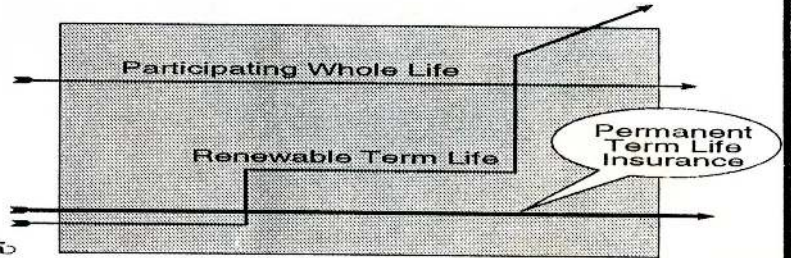 Participating Whole Life
Renewable Term Life
Permanent
Term Life
Insurance